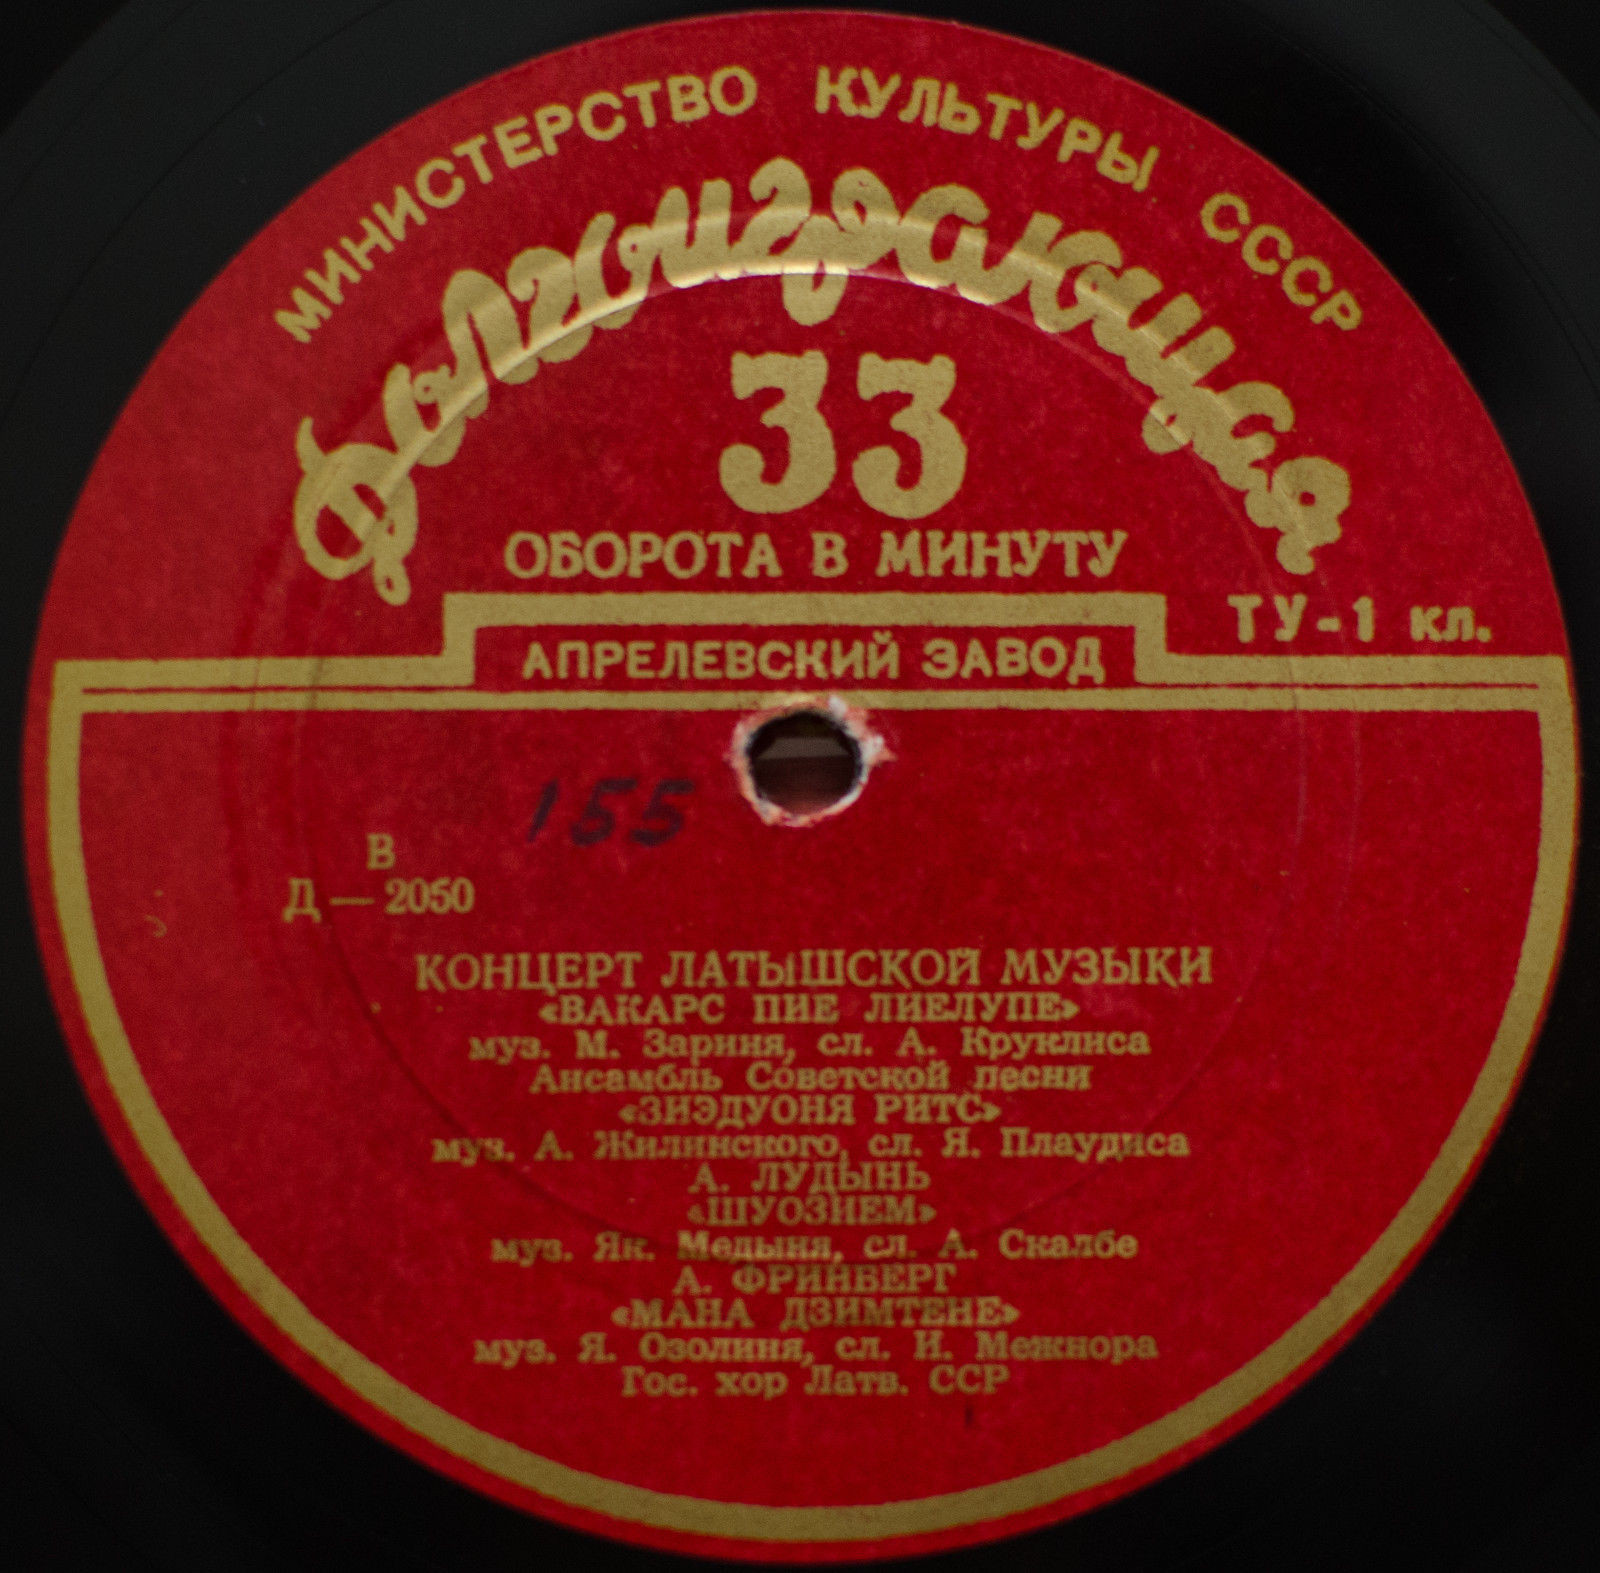 МИНИСТЕРСТВО КУЛЬТУРЫ СССР
Долгоиграющая
33
ОБОРОТА В МИНУТУ
ТУ-1 кл.
АПРЕЛЕВСКИЙ ЗАВОД
155
В
Д — 2050
КОНЦЕРТ ЛАТЫШСКОЙ МУЗЫКИ
«ВАКАРС ПИЕ ЛИЕЛУПЕ»
муз. М. Зариня, сл. А. Круклиса
Ансамбль Советской песни
«ЗИЭДУОНЯ РИТС»
муз. А. Жилинского, сл. Я. Плаудиса
А. ЛУДЫНЬ
«ШУОЗИЕМ»
муз. Як. Медыня, сл. А. Скалбе
А. ФРИНБЕРГ
«МАНА ДЗИМТЕНЕ»
муз. Я. Озолиня, сл. И. Межнора
Гос. хор Латв. ССР